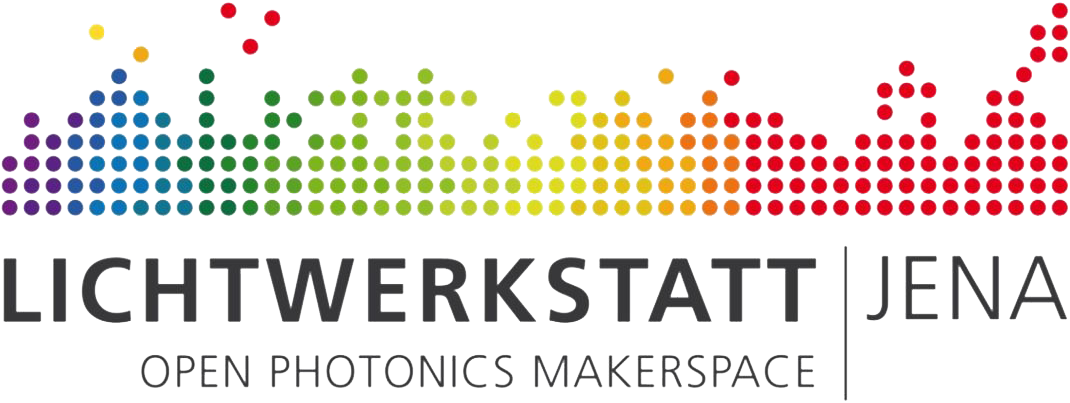 LICHTWERKSTATT JENA
OPEN PHOTONICS MAKERSPACE